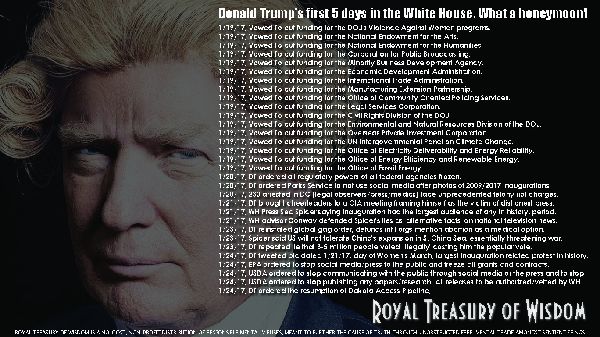 Donald Trump's first 5 days in the White House. What a honeymoon!
1/19/17, Vowed To cut funding for the DOJ's Violence Against Women programs.
1/19/17, Vowed To cut funding for the National Endowment for the Arts.
1/19/17, Vowed To cut funding for the National Endowment for the Humanities.
1/19/17, Vowed To cut funding for the Corporation for Public Broadcasting.
1/19/17, Vowed To cut funding for the Minority Business Development Agency.
1/19/17, Vowed To cut funding for the Economic Development Administration.
1/19/17, Vowed To cut funding for the International Trade Administration.
1/19/17, Vowed To cut funding for the Manufacturing Extension Partnership.
1/19/17, Vowed To cut funding for the Office of Community Oriented Policing Services.
1/19/17, Vowed To cut funding for the Legal Services Corporation.
1/19/17, Vowed To cut funding for the Civil Rights Division of the DOJ.
1/19/17, Vowed To cut funding for the Environmental and Natural Resources Division of the DOJ.
1/19/17, Vowed To cut funding for the Overseas Private Investment Corporation.
1/19/17, Vowed To cut funding for the UN Intergovernmental Panel on Climate Change.
1/19/17, Vowed To cut funding for the Office of Electricity Deliverability and Energy Reliability.
1/19/17, Vowed To cut funding for the Office of Energy Efficiency and Renewable Energy.
1/19/17, Vowed To cut funding for the Office of Fossil Energy.
1/20/17, DT ordered all regulatory powers of all federal agencies frozen.
1/20/17, DT ordered Parks Service to not use social media after photos of 2009/2017 inaugurations.
1/20/17, 230 arrested in DC (legal observers/press/medics) face unprecedented felony riot charges.
1/21/17, DT brought cheerleaders to a CIA meeting framing himself as the victim of dishonest press.
1/21/17, WH Press Sec Spicer saying inauguration had the largest audience of any in history, period.
1/21/17, WH advisor Conway defended Spicer's lies as "alternative facts" on national television news.
1/23/17, DT reinstated global gag order, defunds int'l orgs mention abortion as a medical option.
1/23/17, Spicer said US will not tolerate China's expansion in S. China Sea, essentially threatening war.
1/23/17, DT repeated lie that 3-5 million people voted "illegally" costing him the popular vote.
1/24/17, DT tweeted pic dated 1/21/17, day of Women's March, largest inauguration related protest in history.
1/24/17, EPA ordered to stop social media/press to the public and freeze all grants and contracts.
1/24/17, USDA ordered to stop communicating with the public through social media or the press and to stop
1/24/17, USDA ordered to stop publishing any papers/research. All releases to be authorized/vetted by WH
1/24/17, DT ordered the resumption of Dakota Access Pipeline.
Royal Treasury of Wisdom
ROYAL TREASURY OF WISDOM IS A NO-COST, NON-PROFIT DISTRIBUTION OF